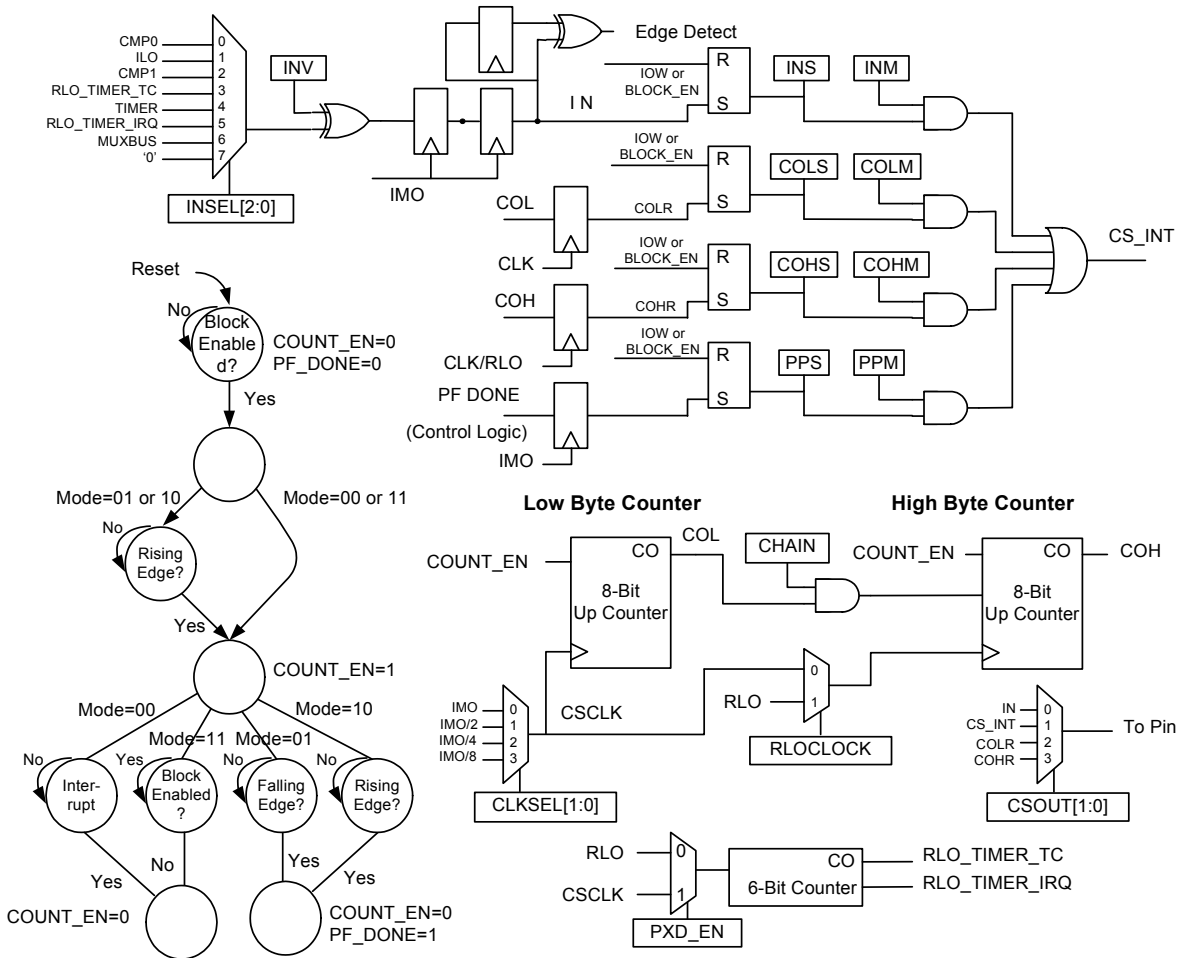 CMP0
ILO
CMP1
RLO_TIMER_TC
TIMER
RLO_TIMER_IRQ
MUXBUS
'0'
0
1
2
3
4
5
6
7
INSEL[2:0]
INV
IMO
Edge Detect
I N
IOW or
BLOCK_EN
R
S
INS
INM
COL
CLK
COLR
IOW or
BLOCK_EN
R
S
COLS
COLM
COH
CLK/RLO
COHR
IOW or
BLOCK_EN
R
S
COHS
COHM
PF DONE
(Control Logic)
IMO
IOW or
BLOCK_EN
R
S
PPS
PPM
CS_INT
Reset
No
Block
Enable
d?
COUNT_EN=0
PF_DONE=0
Yes
Mode=01 or 10
Mode=00 or 11
No
Rising
Edge?
Yes
COUNT_EN=1
Mode=00
Mode=11
Mode=01
Mode=10
No
Inter-
rupt
Yes
Block
Enabled
?
No
Falling
Edge?
No
Rising
Edge?
Yes
No
Yes
Yes
COUNT_EN=0
COUNT_EN=0
PF_DONE=1
Low Byte Counter
High Byte Counter
COUNT_EN
CO
8-Bit
Up Counter
COL
CHAIN
COUNT_EN
CO
8-Bit
Up Counter
COH
IMO
IMO/2
IMO/4
IMO/8
0
1
2
3
CSCLK
CLKSEL[1:0]
RLO
0
1
RLOCLOCK
IN
CS_INT
COLR
COHR
0
1
2
3
To Pin
CSOUT[1:0]
RLO
CSCLK
0
1
PXD_EN
CO
6-Bit Counter
RLO_TIMER_TC
RLO_TIMER_IRQ